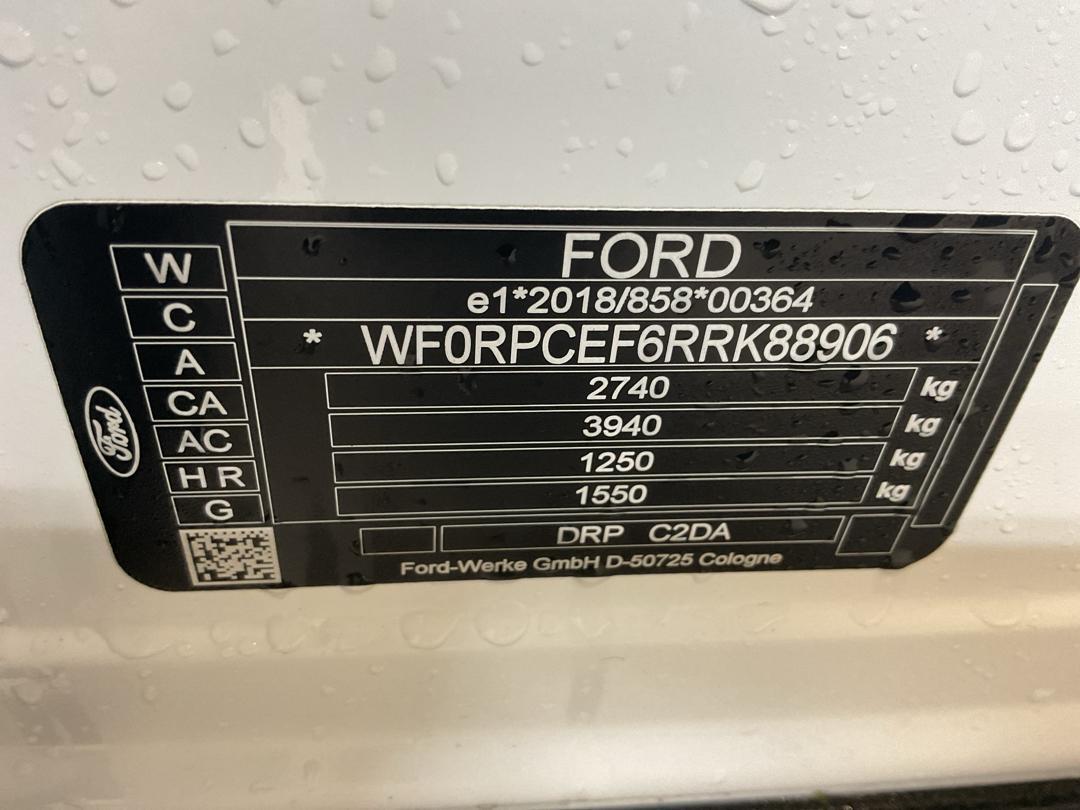 FORD
e1*2018/858*00364
* WF0RPCEF6RRK88906 *
2740 kg
3940 kg
1250 kg
1550 kg
DRP C2DA
Ford-Werke GmbH D-50725 Cologne
W
C
A
CA
AC
H R
G
Ford